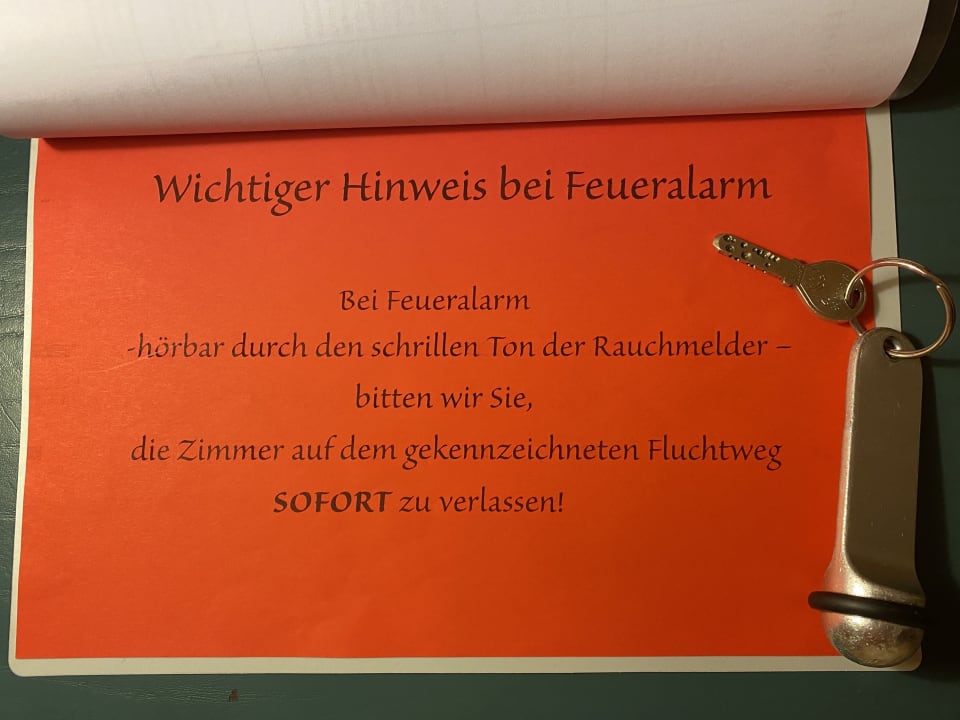 Wichtiger Hinweis bei Feueralarm
Bei Feueralarm
-hörbar durch den schrillen Ton der Rauchmelder –
bitten wir Sie,
die Zimmer auf dem gekennzeichneten Fluchtweg
SOFORT zu verlassen!